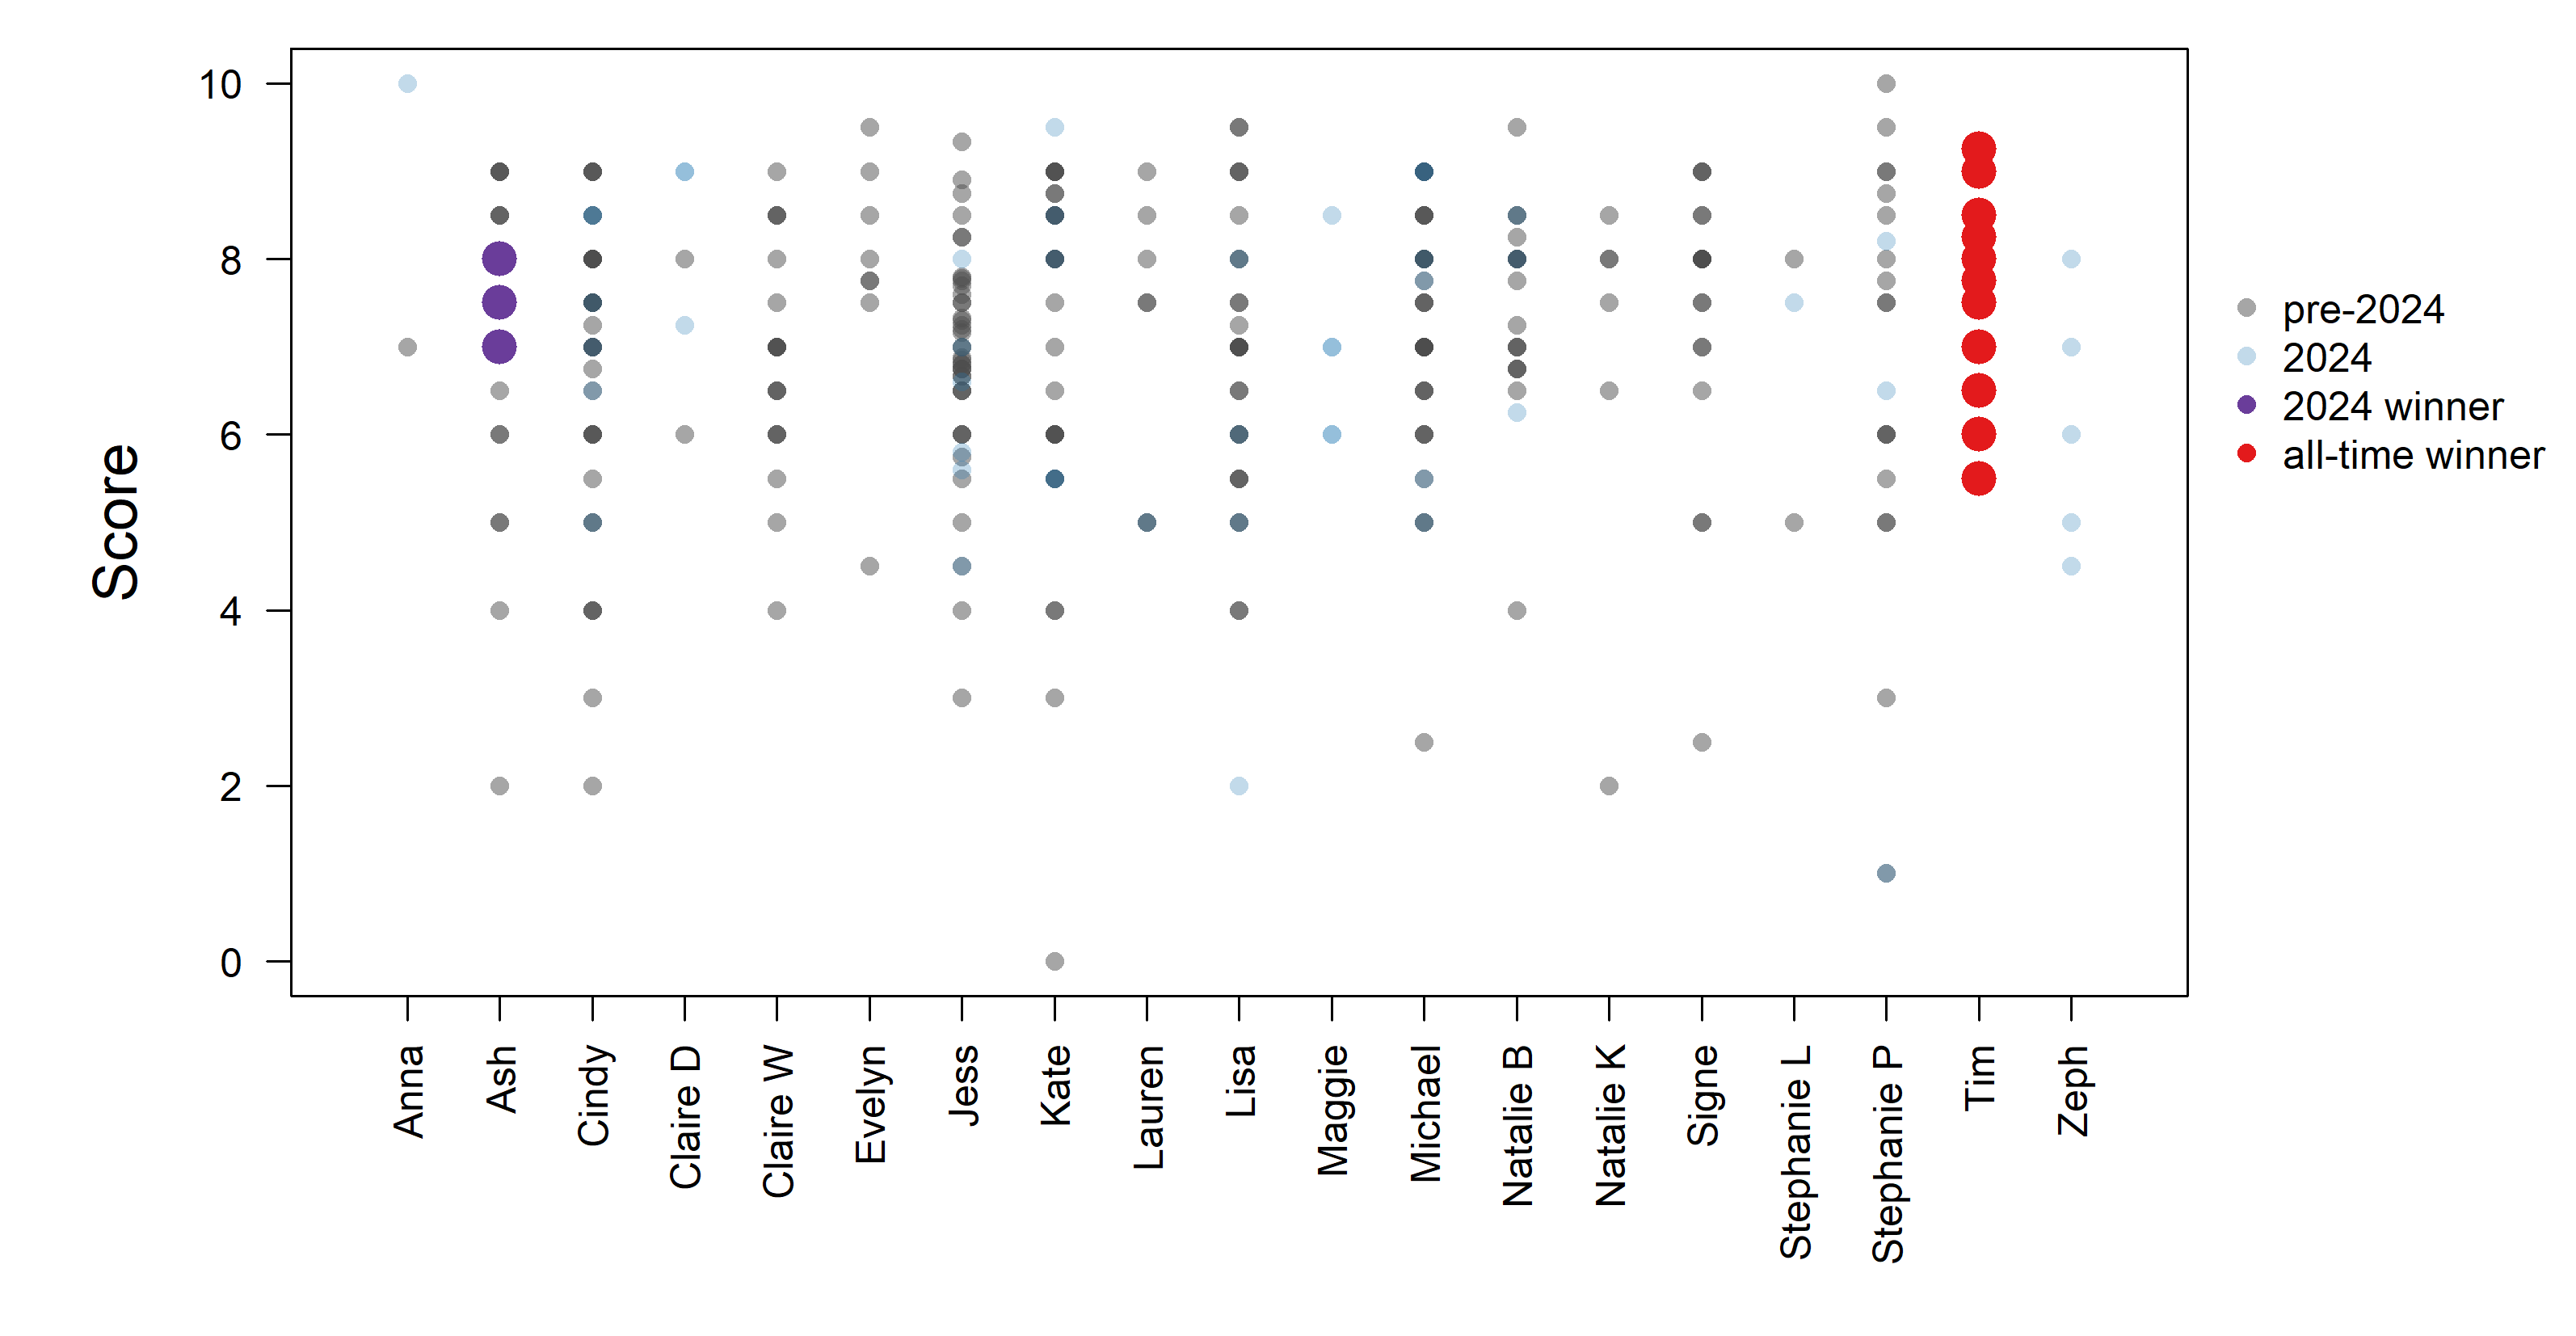 Score
10
8
6
4
2
0
Anna
Ash
Cindy
Claire D
Claire W
Evelyn
Jess
Kate
Lauren
Lisa
Maggie
Michael
Natalie B
Natalie K
Signe
Stephanie L
Stephanie P
Tim
Zeph
pre-2024
2024
2024 winner
all-time winner